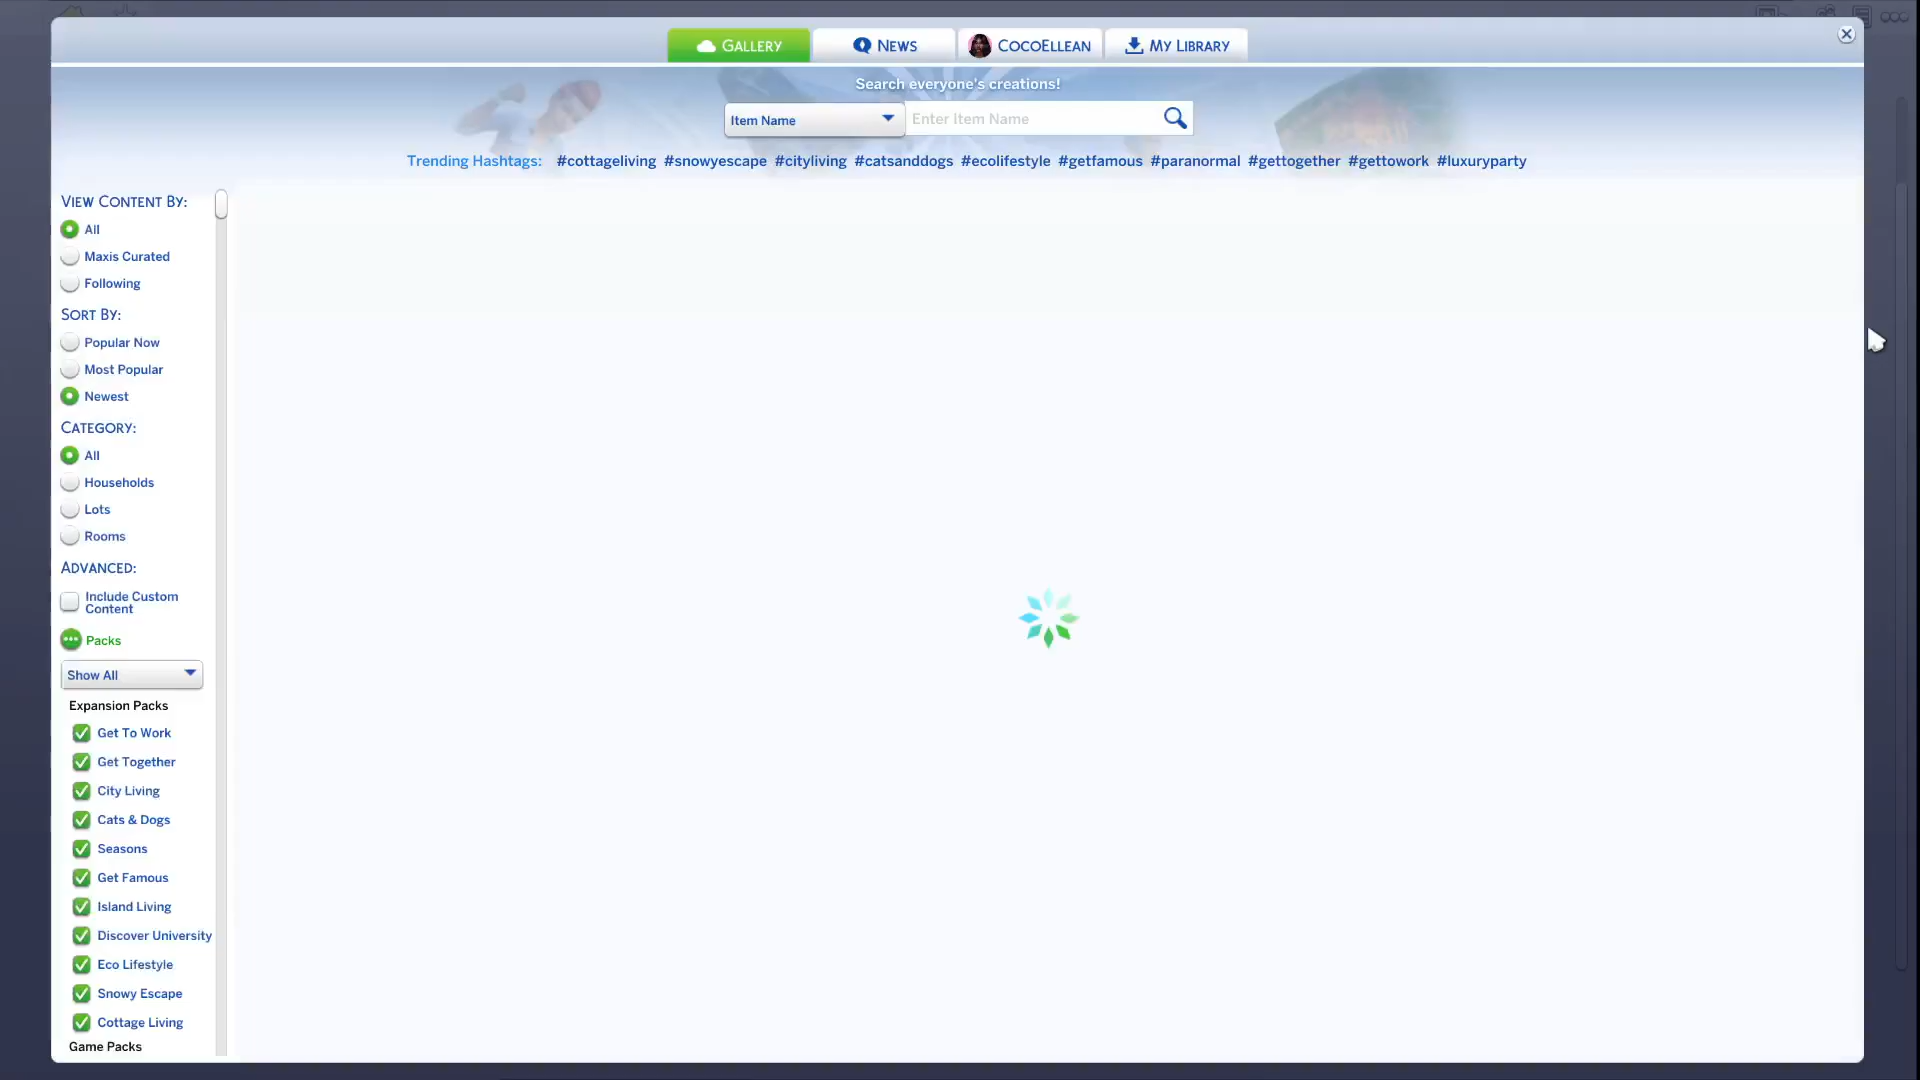 GALLERY
NEWS
COCOELLEAN
MY LIBRARY
Search everyone's creations!
Item Name
Enter Item Name
Trending Hashtags: #cottageliving #snowyescape #cityliving #catsanddogs #ecolifestyle #getfamous #paranormal #gettogether #gettowork #luxuryparty
VIEW CONTENT BY:
All
Maxis Curated
Following
SORT BY:
Popular Now
Most Popular
Newest
CATEGORY:
All
Households
Lots
Rooms
ADVANCED:
Include Custom
Content
Packs
Show All
Expansion Packs
Get To Work
Get Together
City Living
Cats & Dogs
Seasons
Get Famous
Island Living
Discover University
Eco Lifestyle
Snowy Escape
Cottage Living
Game Packs